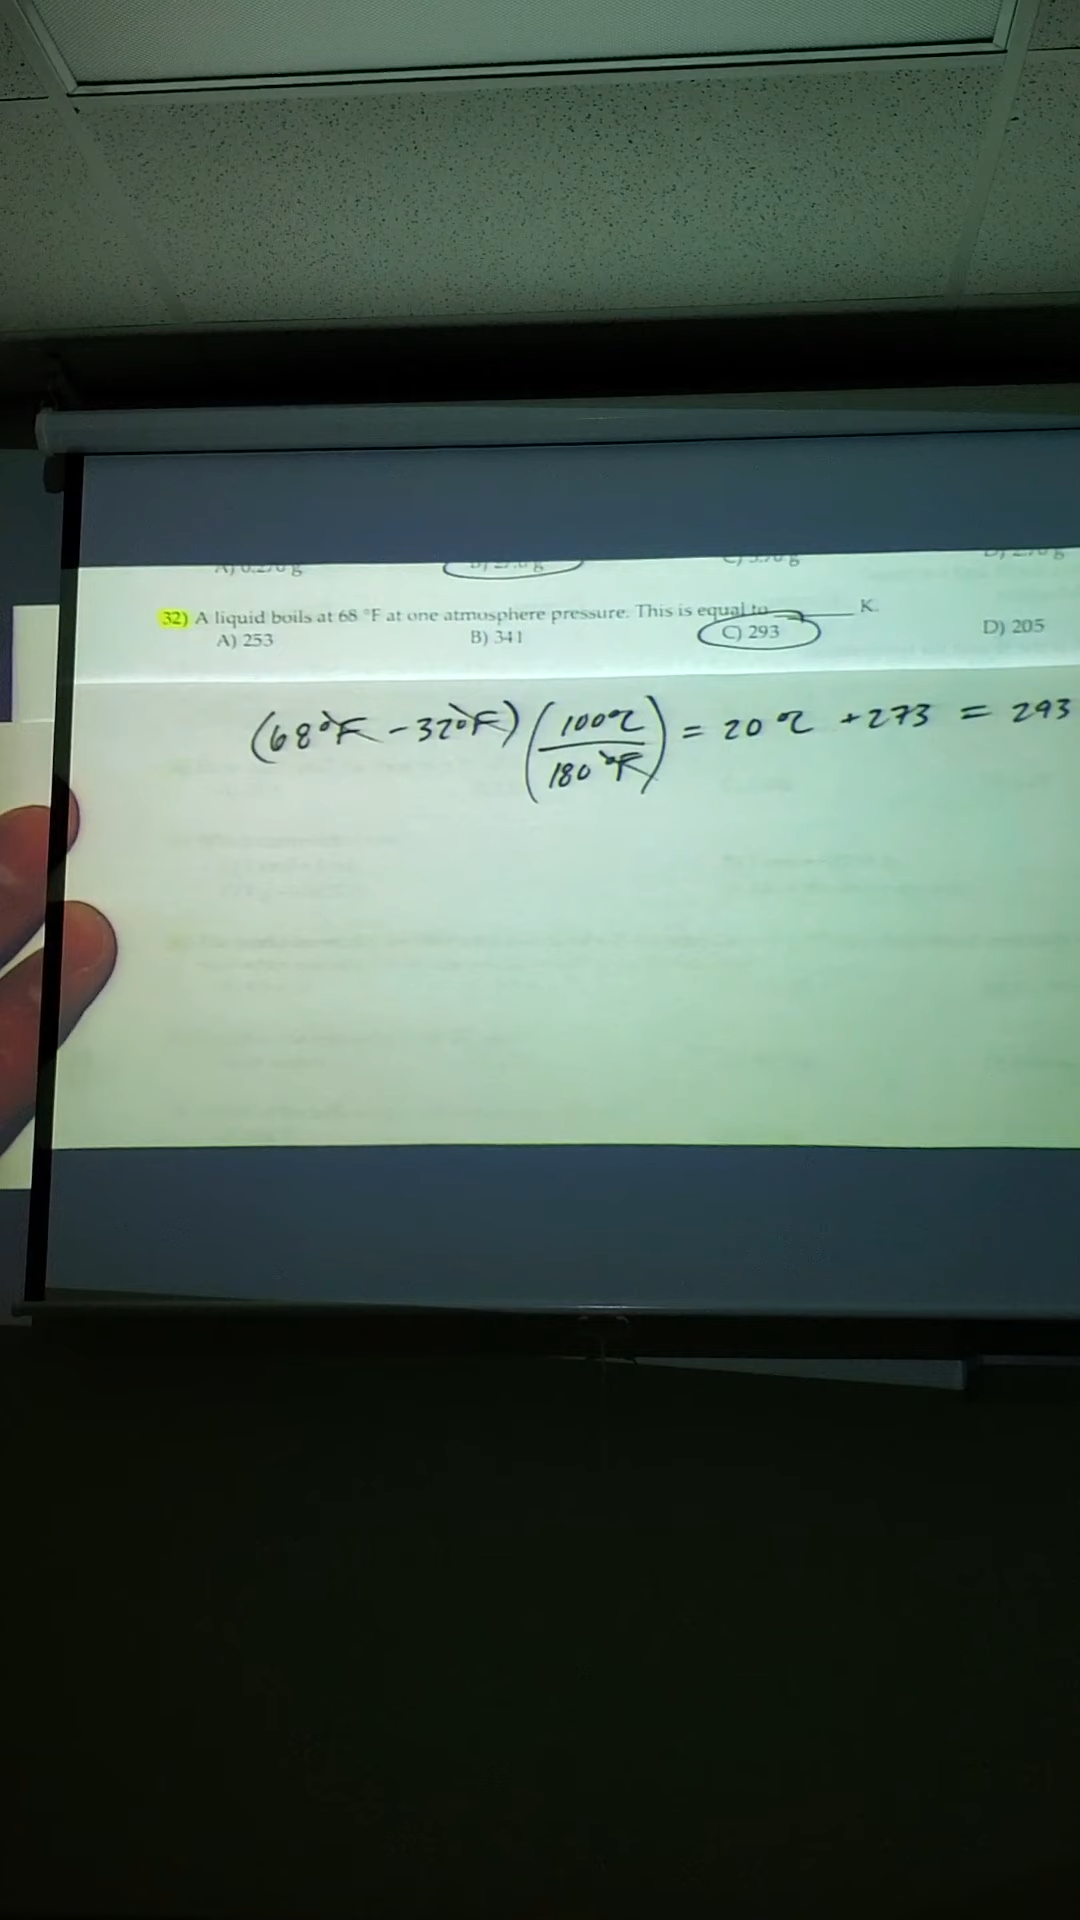 32) A liquid boils at 68 °F at one atmosphere pressure. This is equal to ______ K.
A) 253 B) 341 C) 293 D) 205
(68°F - 32°F) (100°C / 180°F) = 20°C + 273 = 293